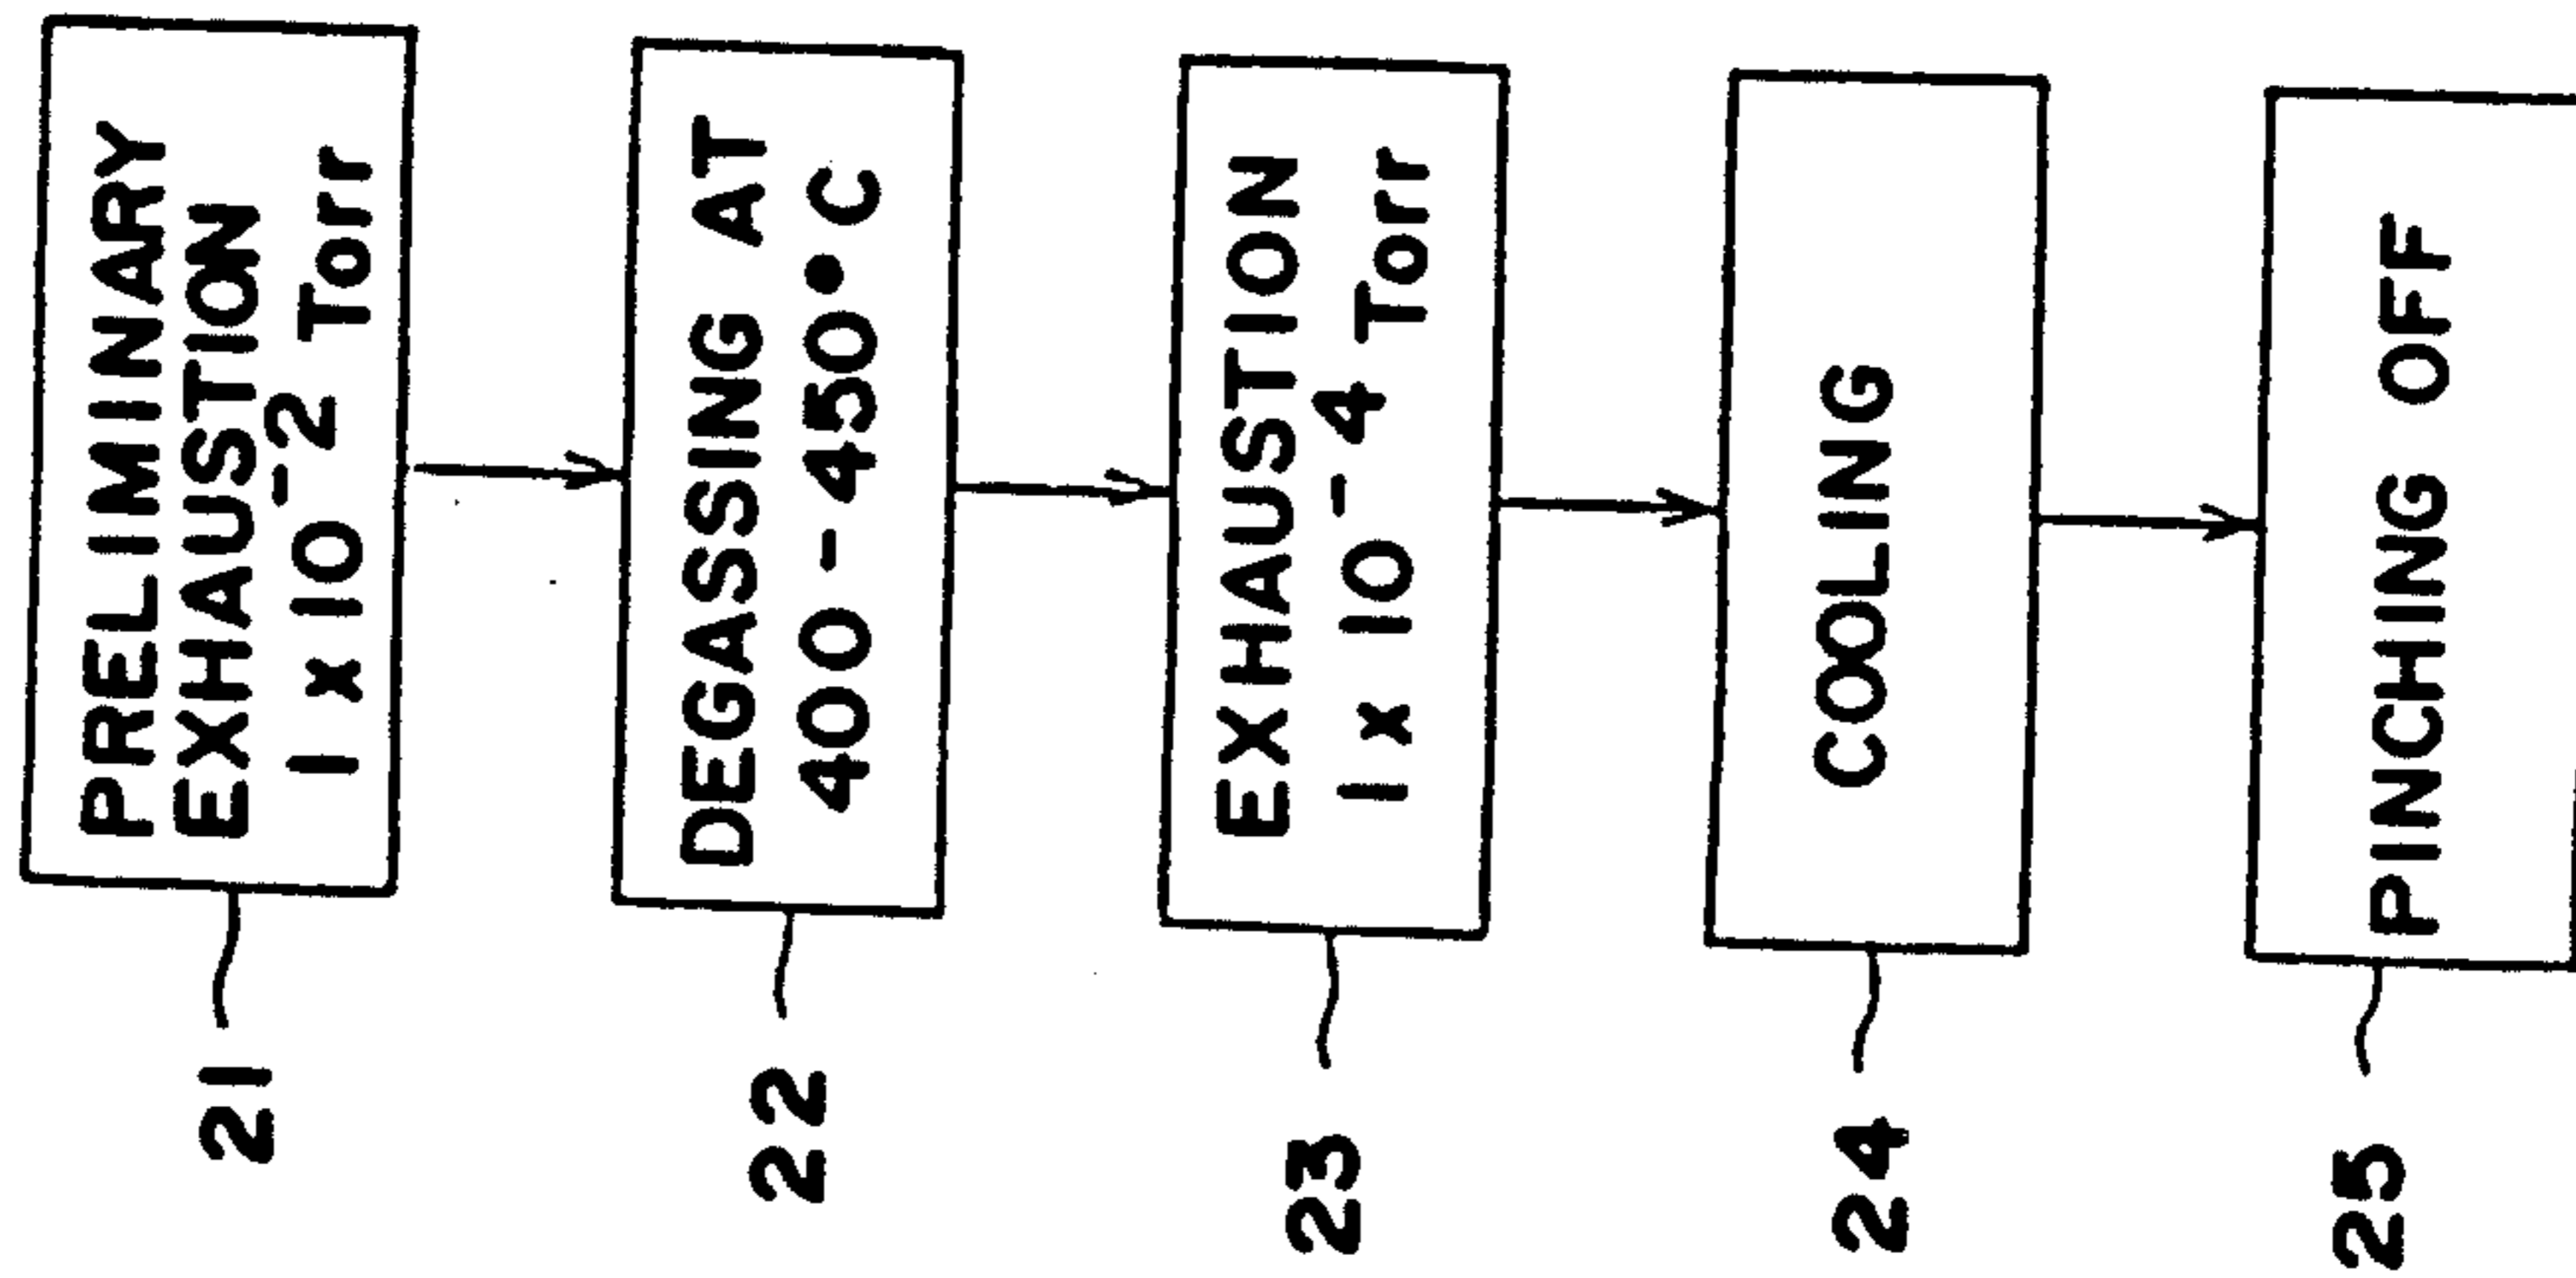 21
PRELIMINARY
EXHAUSTION
1 x 10⁻² Torr
22
DEGASSING AT
400-450°C
23
EXHAUSTION
1 x 10⁻⁴ Torr
24
COOLING
25
PINCHING OFF